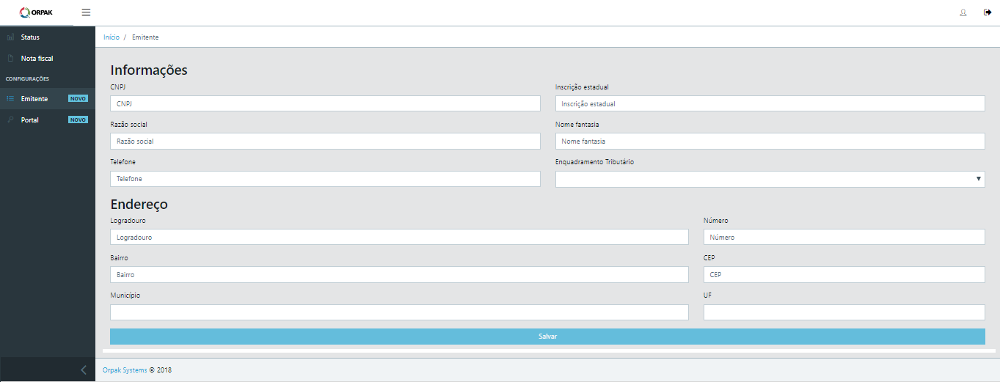 ORPAK
Status
Nota fiscal
CONFIGURAÇÕES
Emitente NOVO
Portal NOVO
Início / Emitente
Informações
CNPJ Inscrição estadual
CNPJ Inscrição estadual
Razão social Nome fantasia
Razão social Nome fantasia
Telefone Enquadramento Tributário
Telefone
Endereço
Logradouro Número
Logradouro Número
Bairro CEP
Bairro CEP
Município UF
Salvar
Orpak Systems © 2018